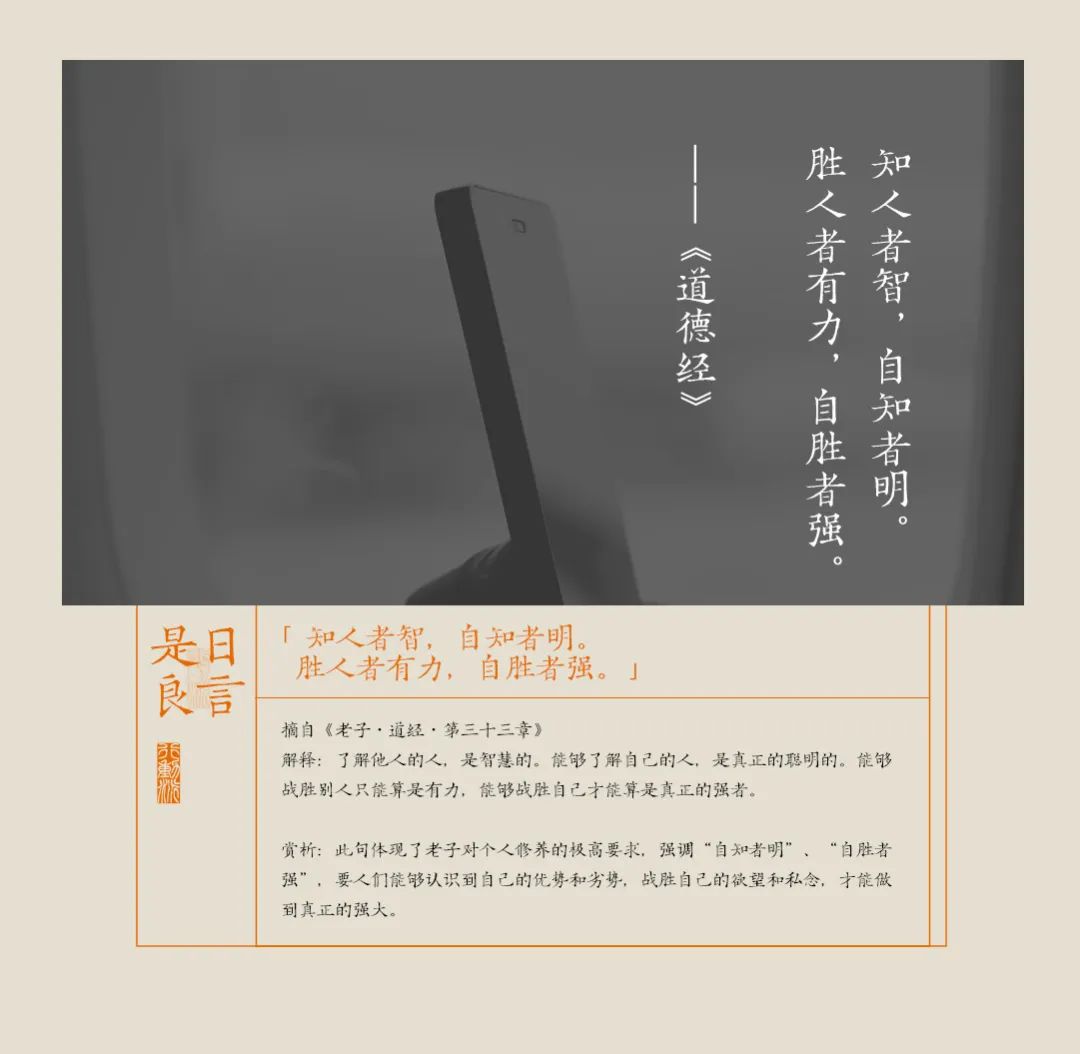 知人者智，自知者明。
胜人者有力，自胜者强。
——《道德经》
日言
是良
行動派
「知人者智，自知者明。
胜人者有力，自胜者强。」
摘自《老子·道经·第三十三章》
解释：了解他人的人，是智慧的。能够了解自己的人，是真正的聪明的。能够
战胜别人只能算是有力，能够战胜自己才能算是真正的强者。
赏析：此句体现了老子对个人修养的极高要求，强调“自知者明”、“自胜者
强”，要人们能够认识到自己的优势和劣势，战胜自己的欲望和私念，才能做
到真正的强大。